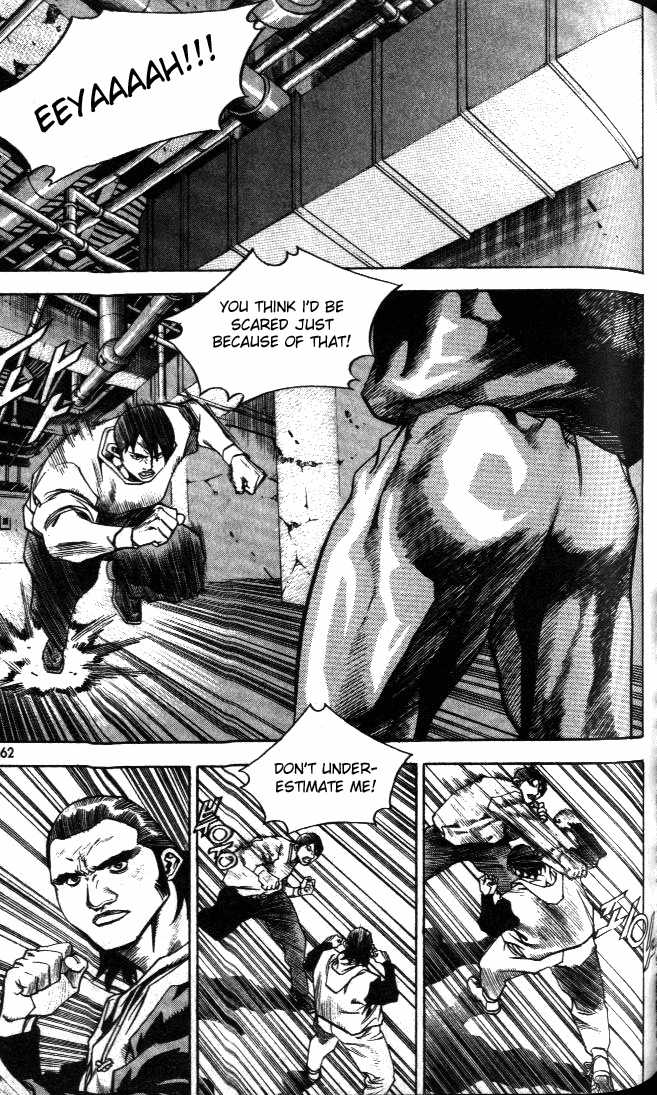 EEYAAAAH!!!
YOU THINK I'D BE
SCARED JUST
BECAUSE OF THAT!
62
DON'T UNDER-
ESTIMATE ME!